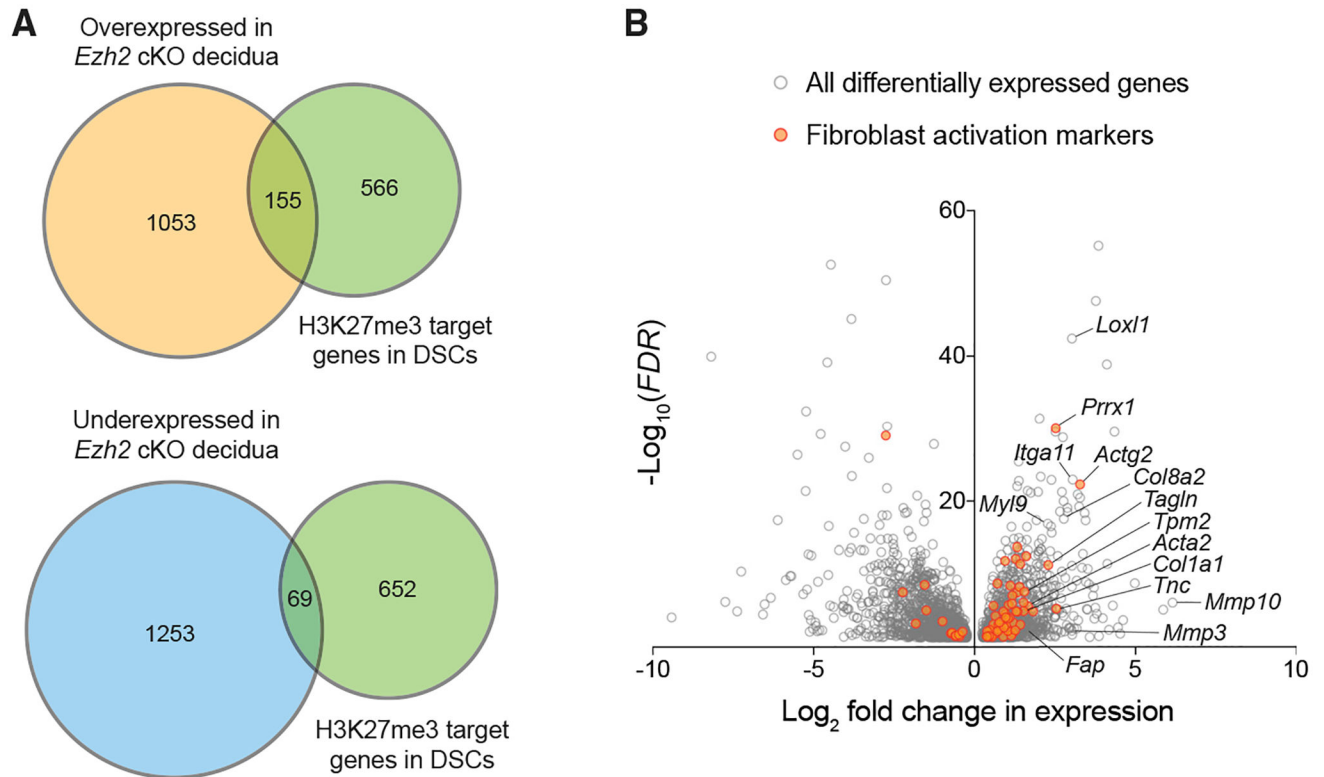 A
Overexpressed in
Ezh2 cKO decidua
1053
155
566
H3K27me3 target
genes in DSCs
Underexpressed in
Ezh2 cKO decidua
1253
69
652
H3K27me3 target
genes in DSCs
B
All differentially expressed genes
Fibroblast activation markers
-Log10(FDR)
60
40
20
Loxl1
Prrx1
Itga11
Actg2
Col8a2
Myl9
Tagln
Tpm2
Acta2
Col1a1
Tnc
Mmp10
Mmp3
Fap
-10
-5
0
5
10
Log2 fold change in expression